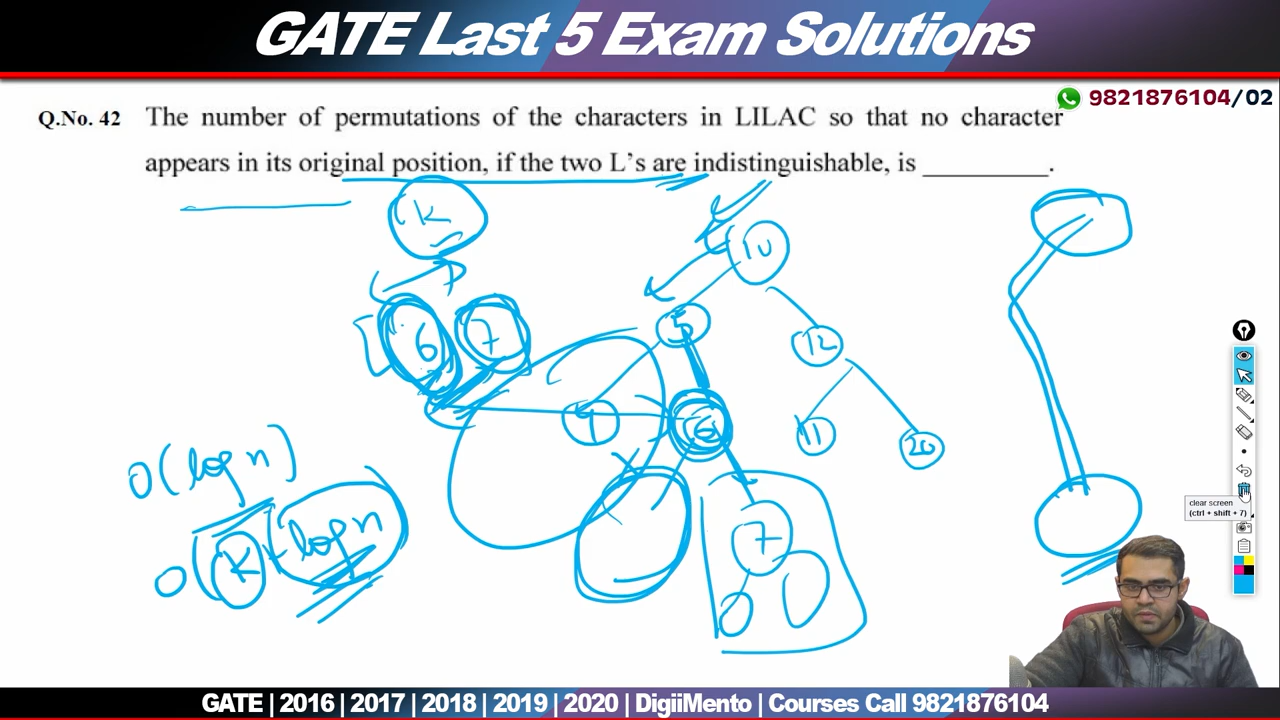 GATE Last 5 Exam Solutions
9821876104/02
Q.No. 42 The number of permutations of the characters in LILAC so that no character
appears in its original position, if the two L's are indistinguishable, is __________.
K
10
5
6 7
12
9
6
11
20
O(log n)
7
O(K + log n)
clear screen
(ctrl + shift + 7)
GATE | 2016 | 2017 | 2018 | 2019 | 2020 | DigiiMento | Courses Call 9821876104